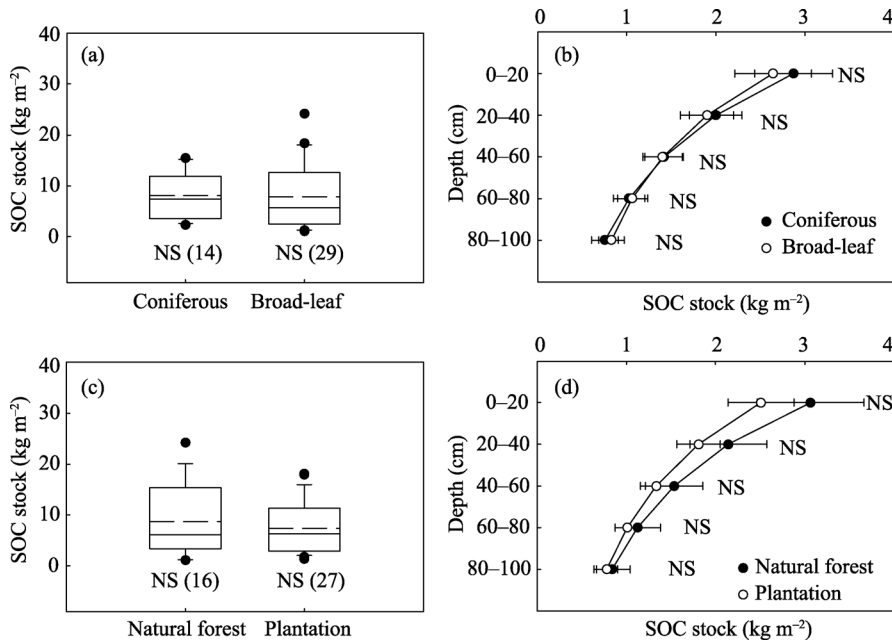 (a)
SOC stock (kg m⁻²)
40
30
20
10
0
NS (14) NS (29)
Coniferous Broad-leaf
(b)
0 1 2 3 4
Depth (cm)
0–20
20–40
40–60
60–80
80–100
NS
NS
NS
NS
NS
Coniferous
Broad-leaf
SOC stock (kg m⁻²)
(c)
SOC stock (kg m⁻²)
40
30
20
10
0
NS (16) NS (27)
Natural forest Plantation
0 1 2 3 4
(d)
Depth (cm)
0–20
20–40
40–60
60–80
80–100
NS
NS
NS
NS
NS
Natural forest
Plantation
SOC stock (kg m⁻²)